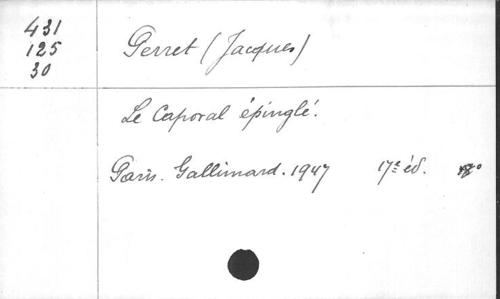 431
125
30
Perret (Jacques)
Le Caporal épinglé.
Paris. Gallimard. 1947 17e éd.